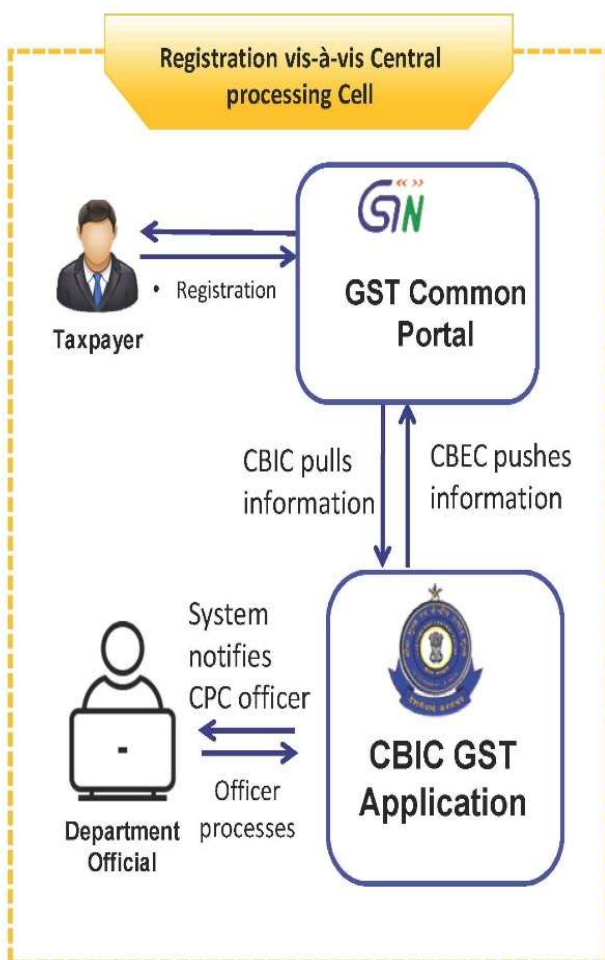 Registration vis-à-vis Central
processing Cell
GSTN
GST Common
Portal
• Registration
Taxpayer
CBIC pulls
information
CBEC pushes
information
System
notifies
CPC officer
Officer
processes
Department
Official
CBIC GST
Application